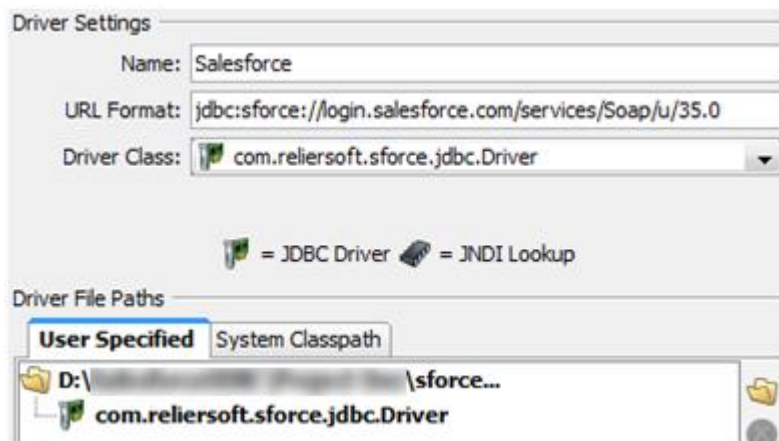 Driver Settings
Name: Salesforce
URL Format: jdbc:sforce://login.salesforce.com/services/Soap/u/35.0
Driver Class: com.reliersoft.sforce.jdbc.Driver
= JDBC Driver = JNDI Lookup
Driver File Paths
User Specified System Classpath
D:\ \sforce...
com.reliersoft.sforce.jdbc.Driver